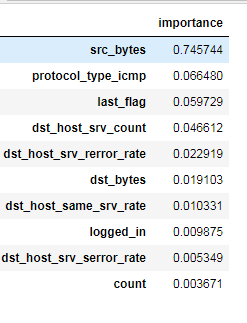 importance
src_bytes 0.745744
protocol_type_icmp 0.066480
last_flag 0.059729
dst_host_srv_count 0.046612
dst_host_srv_rerror_rate 0.022919
dst_bytes 0.019103
dst_host_same_srv_rate 0.010331
logged_in 0.009875
dst_host_srv_serror_rate 0.005349
count 0.003671